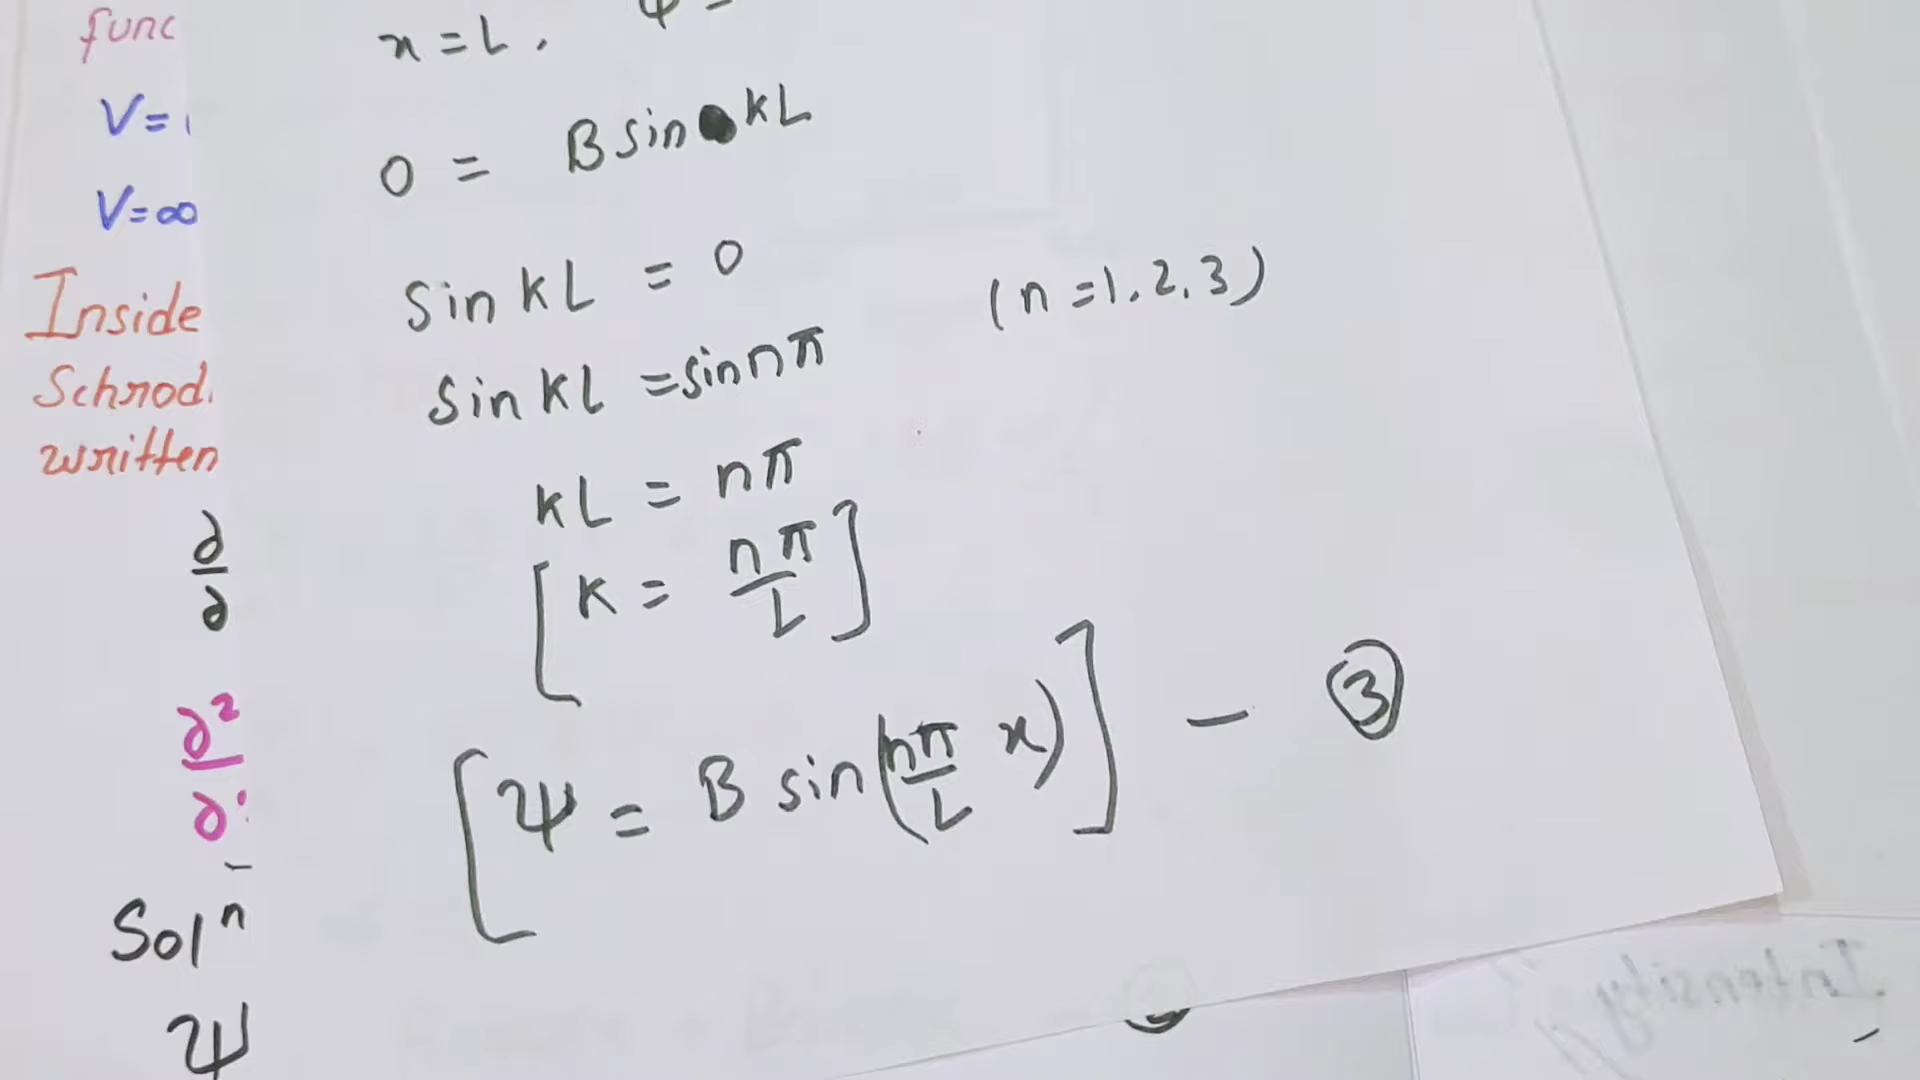 func
V=
V=∞
Inside
Schrod
written
∂
∂
∂²
∂
Solⁿ
ψ
x = L, ψ =
0 = B sin kL
sin kL = 0
(n = 1, 2, 3)
sin kL = sin nπ
kL = nπ
[k = nπ/L]
[ψ = B sin(nπ/L x)] — ③
Intensity